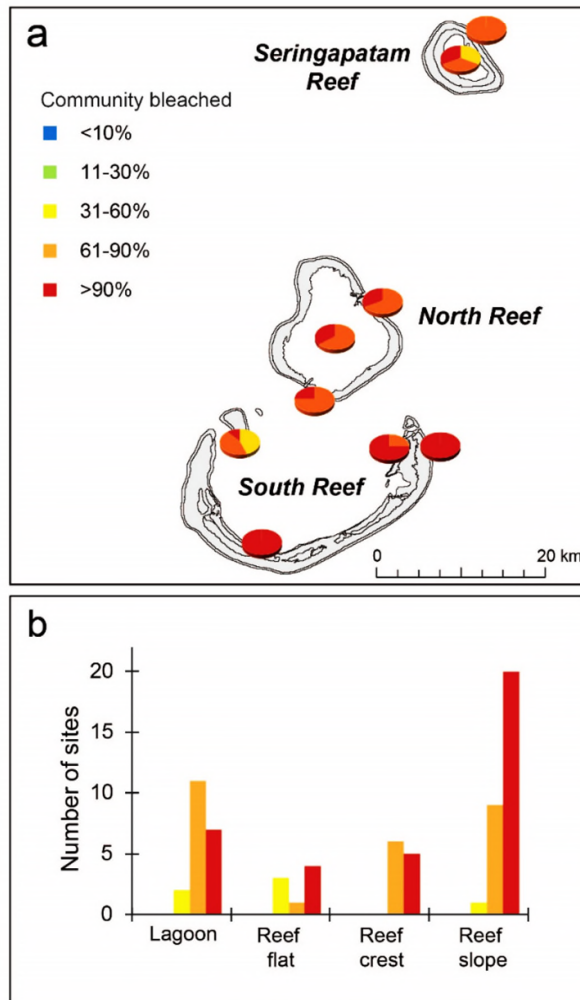 a
Seringapatam
Reef
Community bleached
<10%
11-30%
31-60%
61-90%
>90%
North Reef
South Reef
0 20 km
b
Number of sites
20
15
10
5
0
Lagoon Reef flat Reef crest Reef slope